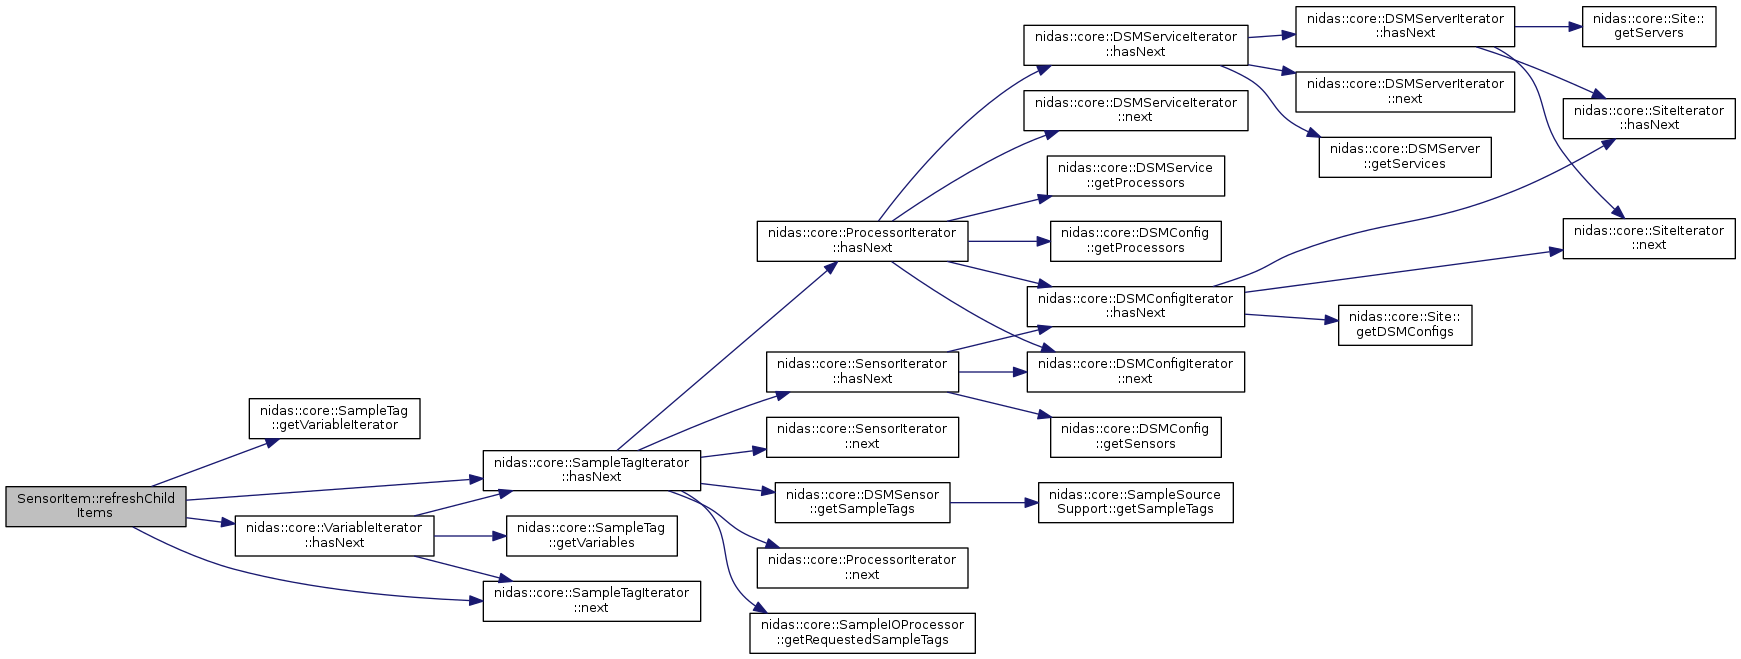 SensorItem::refreshChild
Items
nidas::core::SampleTag
::getVariableIterator
nidas::core::VariableIterator
::hasNext
nidas::core::SampleTagIterator
::hasNext
nidas::core::SampleTag
::getVariables
nidas::core::SampleTagIterator
::next
nidas::core::ProcessorIterator
::hasNext
nidas::core::SensorIterator
::hasNext
nidas::core::SensorIterator
::next
nidas::core::DSMSensor
::getSampleTags
nidas::core::ProcessorIterator
::next
nidas::core::SampleIOProcessor
::getRequestedSampleTags
nidas::core::DSMServiceIterator
::hasNext
nidas::core::DSMServiceIterator
::next
nidas::core::DSMService
::getProcessors
nidas::core::DSMConfig
::getProcessors
nidas::core::DSMConfigIterator
::hasNext
nidas::core::DSMConfigIterator
::next
nidas::core::DSMConfig
::getSensors
nidas::core::SampleSource
Support::getSampleTags
nidas::core::DSMServerIterator
::hasNext
nidas::core::DSMServerIterator
::next
nidas::core::DSMServer
::getServices
nidas::core::Site::
getDSMConfigs
nidas::core::Site::
getServers
nidas::core::SiteIterator
::hasNext
nidas::core::SiteIterator
::next